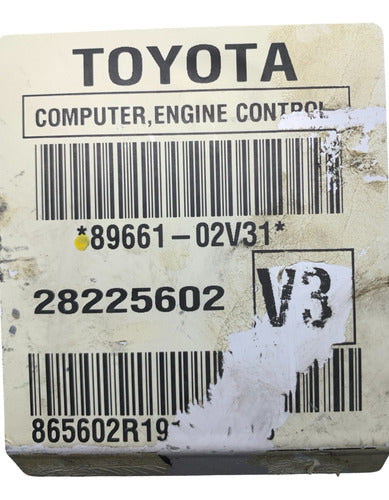 TOYOTA
COMPUTER,ENGINE CONTROL
*89661-02V31*
28225602
V3
865602R19